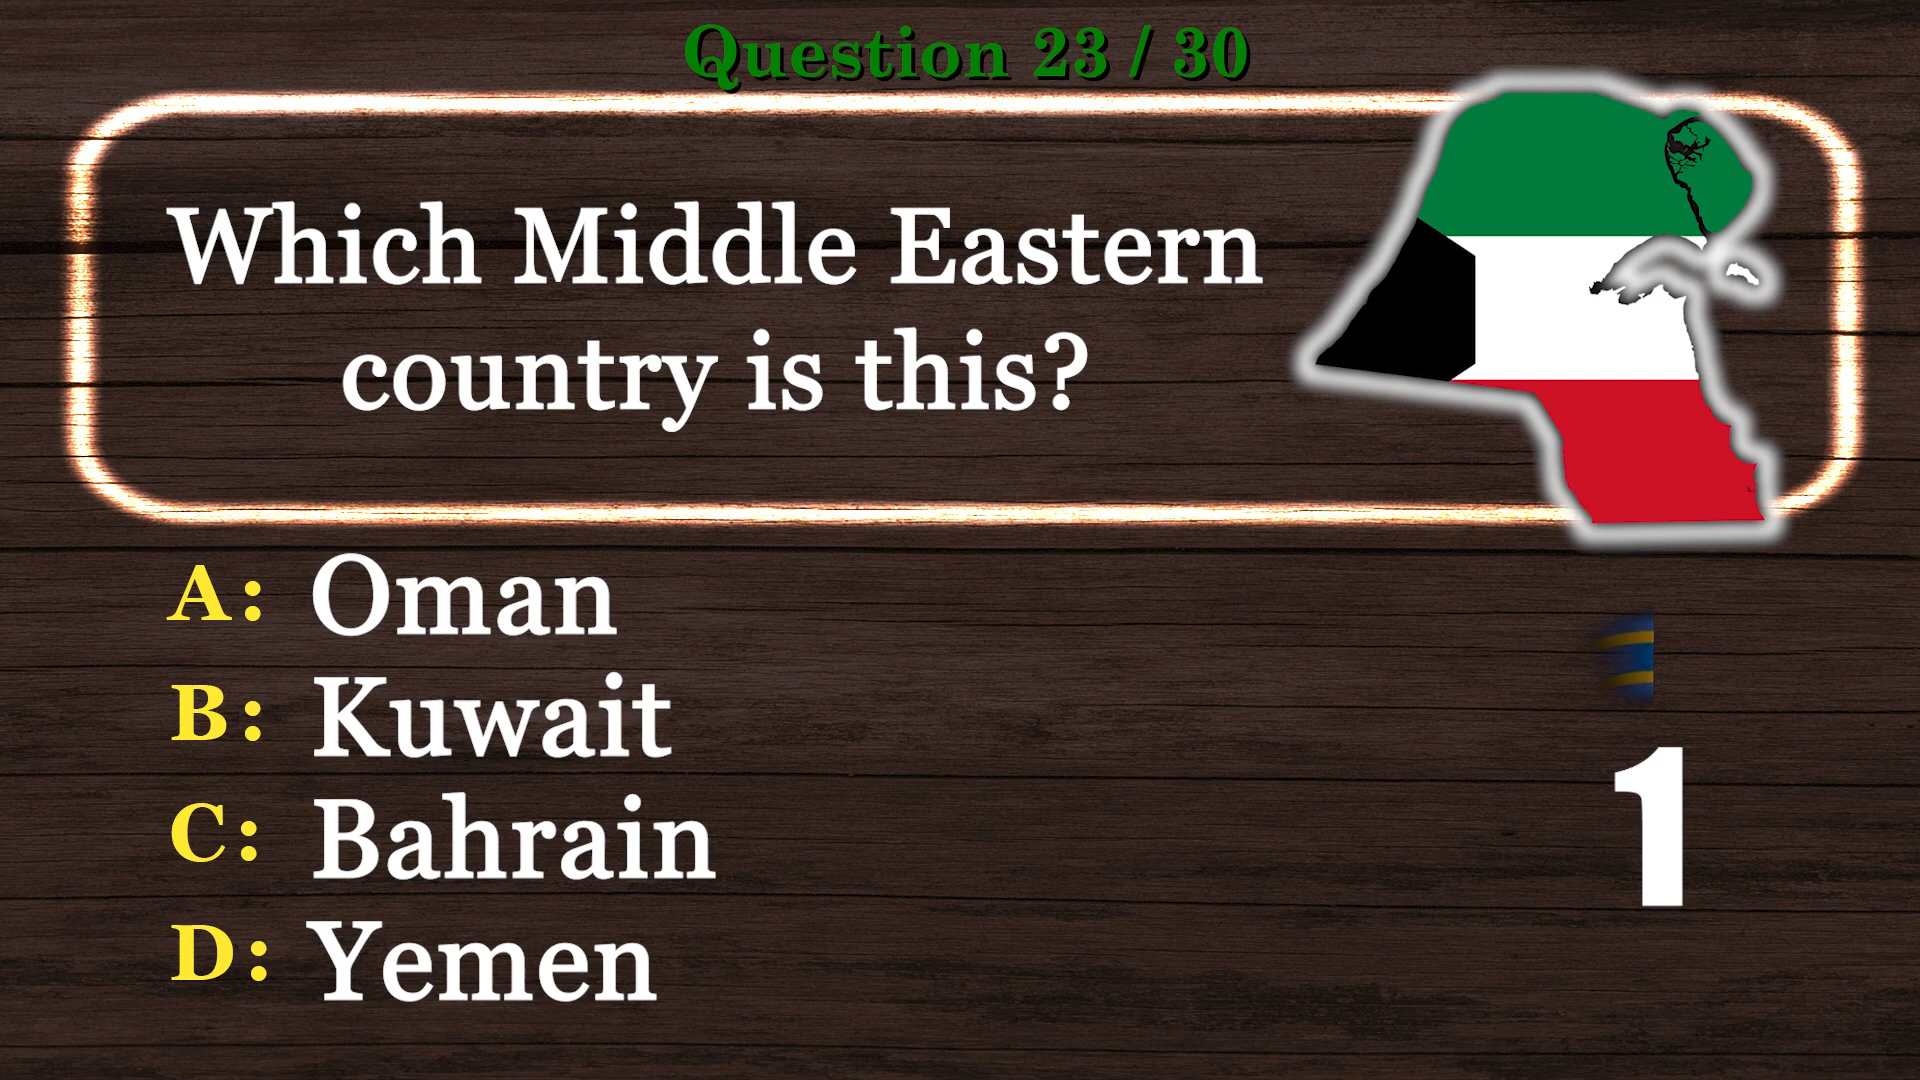 Question 23 / 30
Which Middle Eastern
country is this?
A: Oman
B: Kuwait
C: Bahrain
D: Yemen
1